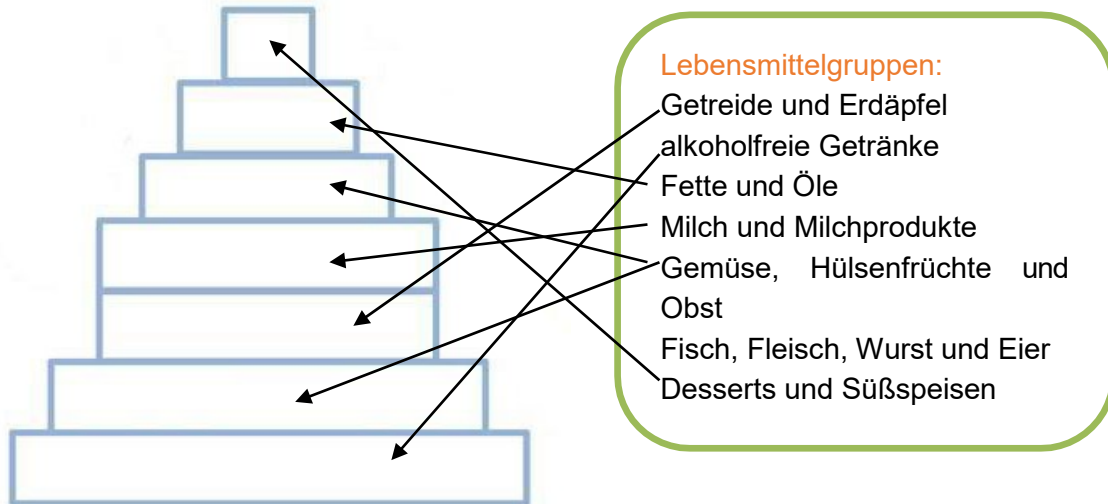 Lebensmittelgruppen:
Getreide und Erdäpfel
alkoholfreie Getränke
Fette und Öle
Milch und Milchprodukte
Gemüse, Hülsenfrüchte und
Obst
Fisch, Fleisch, Wurst und Eier
Desserts und Süßspeisen